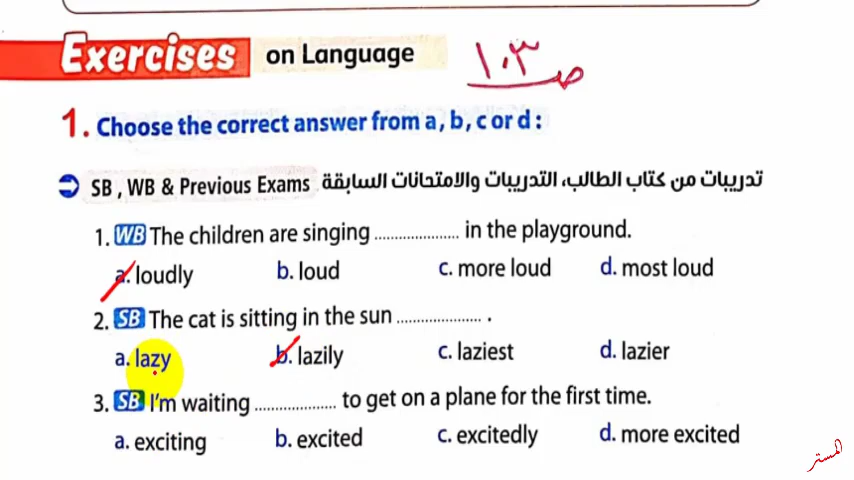 Exercises on Language ص ١٠٣
1. Choose the correct answer from a, b, c or d :
SB , WB & Previous Exams تدريبات من كتاب الطالب، التدريبات والامتحانات السابقة
1. WB The children are singing .................... in the playground.
a. loudly b. loud c. more loud d. most loud
2. SB The cat is sitting in the sun .................... .
a. lazy b. lazily c. laziest d. lazier
3. SB I'm waiting .................... to get on a plane for the first time.
a. exciting b. excited c. excitedly d. more excited
المستر